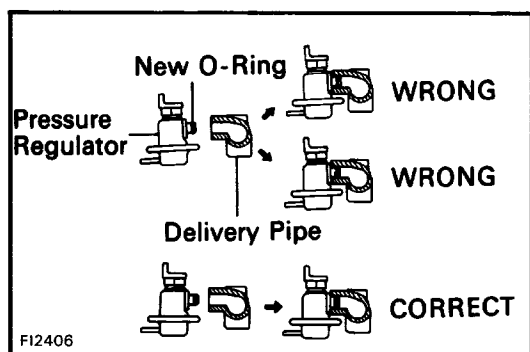 New O-Ring
WRONG
Pressure
Regulator
WRONG
Delivery Pipe
CORRECT
FI2406